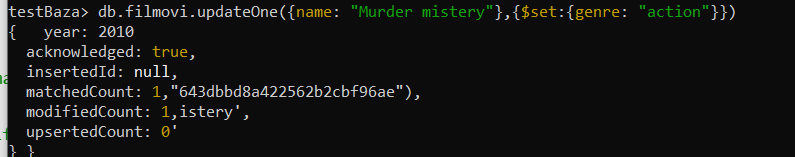 testBaza> db.filmovi.updateOne({name: "Murder mistery"},{$set:{genre: "action"}})
{   year: 2010
  acknowledged: true,
  insertedId: null,
  matchedCount: 1,"643dbbd8a422562b2cbf96ae"),
  modifiedCount: 1,istery',
  upsertedCount: 0'
} }